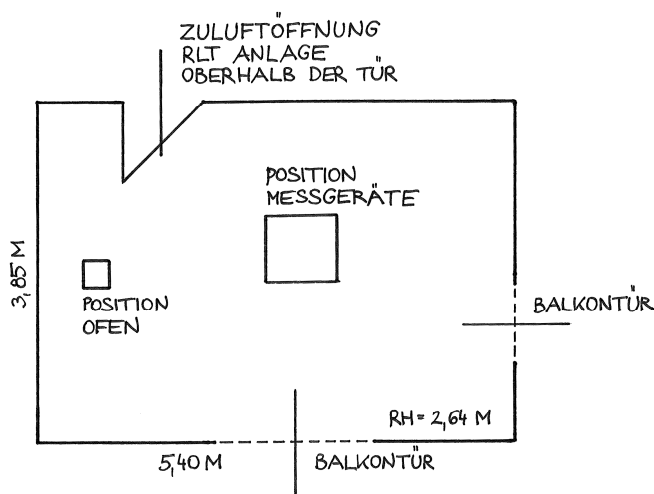 ZULUFTÖFFNUNG
RLT ANLAGE
OBERHALB DER TÜR
POSITION
MESSGERÄTE
3,85 M
POSITION
OFEN
BALKONTÜR
RH = 2,64 M
5,40 M
BALKONTÜR